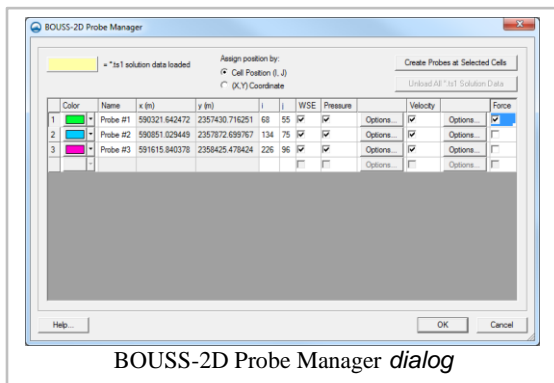 BOUSS-2D Probe Manager
= *.ts1 solution data loaded
Assign position by:
Cell Postion (I, J)
(X,Y) Coordinate
Create Probes at Selected Cells
Unload All *.ts1 Solution Data
Color Name x (m) y (m) i j WSE Pressure Velocity Force
1 Probe #1 590321.642472 2357430.716251 68 55 Options... Options...
2 Probe #2 590851.029449 2357872.699767 134 75 Options... Options...
3 Probe #3 591615.840378 2358425.478424 226 96 Options... Options...
Options... Options...
Help... OK Cancel
BOUSS-2D Probe Manager dialog